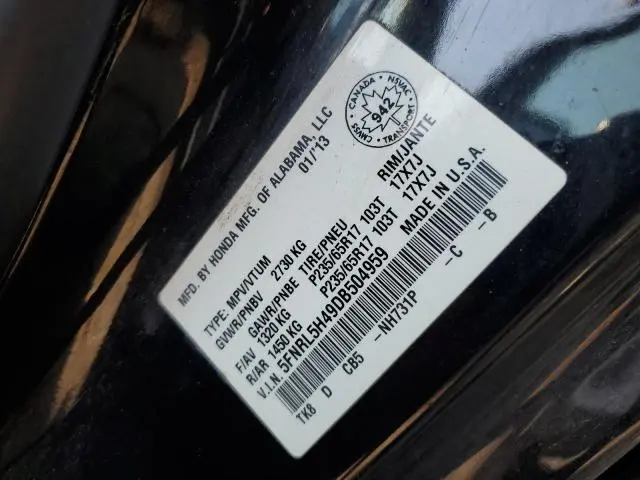 MFD. BY HONDA MFG. OF ALABAMA, LLC
01/'13
CANADA
NSVAC
942
TRANSPORT
CMVSS
TYPE: MPV/VTUM
GVWR/PNBV 2730 KG
GAWR/PNBE TIRE/PNEU RIM/JANTE
F/AV 1320 KG P235/65R17 103T 17X7J
R/AR 1450 KG P235/65R17 103T 17X7J
V.I.N. 5FNRL5H49DB504959 MADE IN U.S.A.
TK8 D CB5 -NH731P -C -B